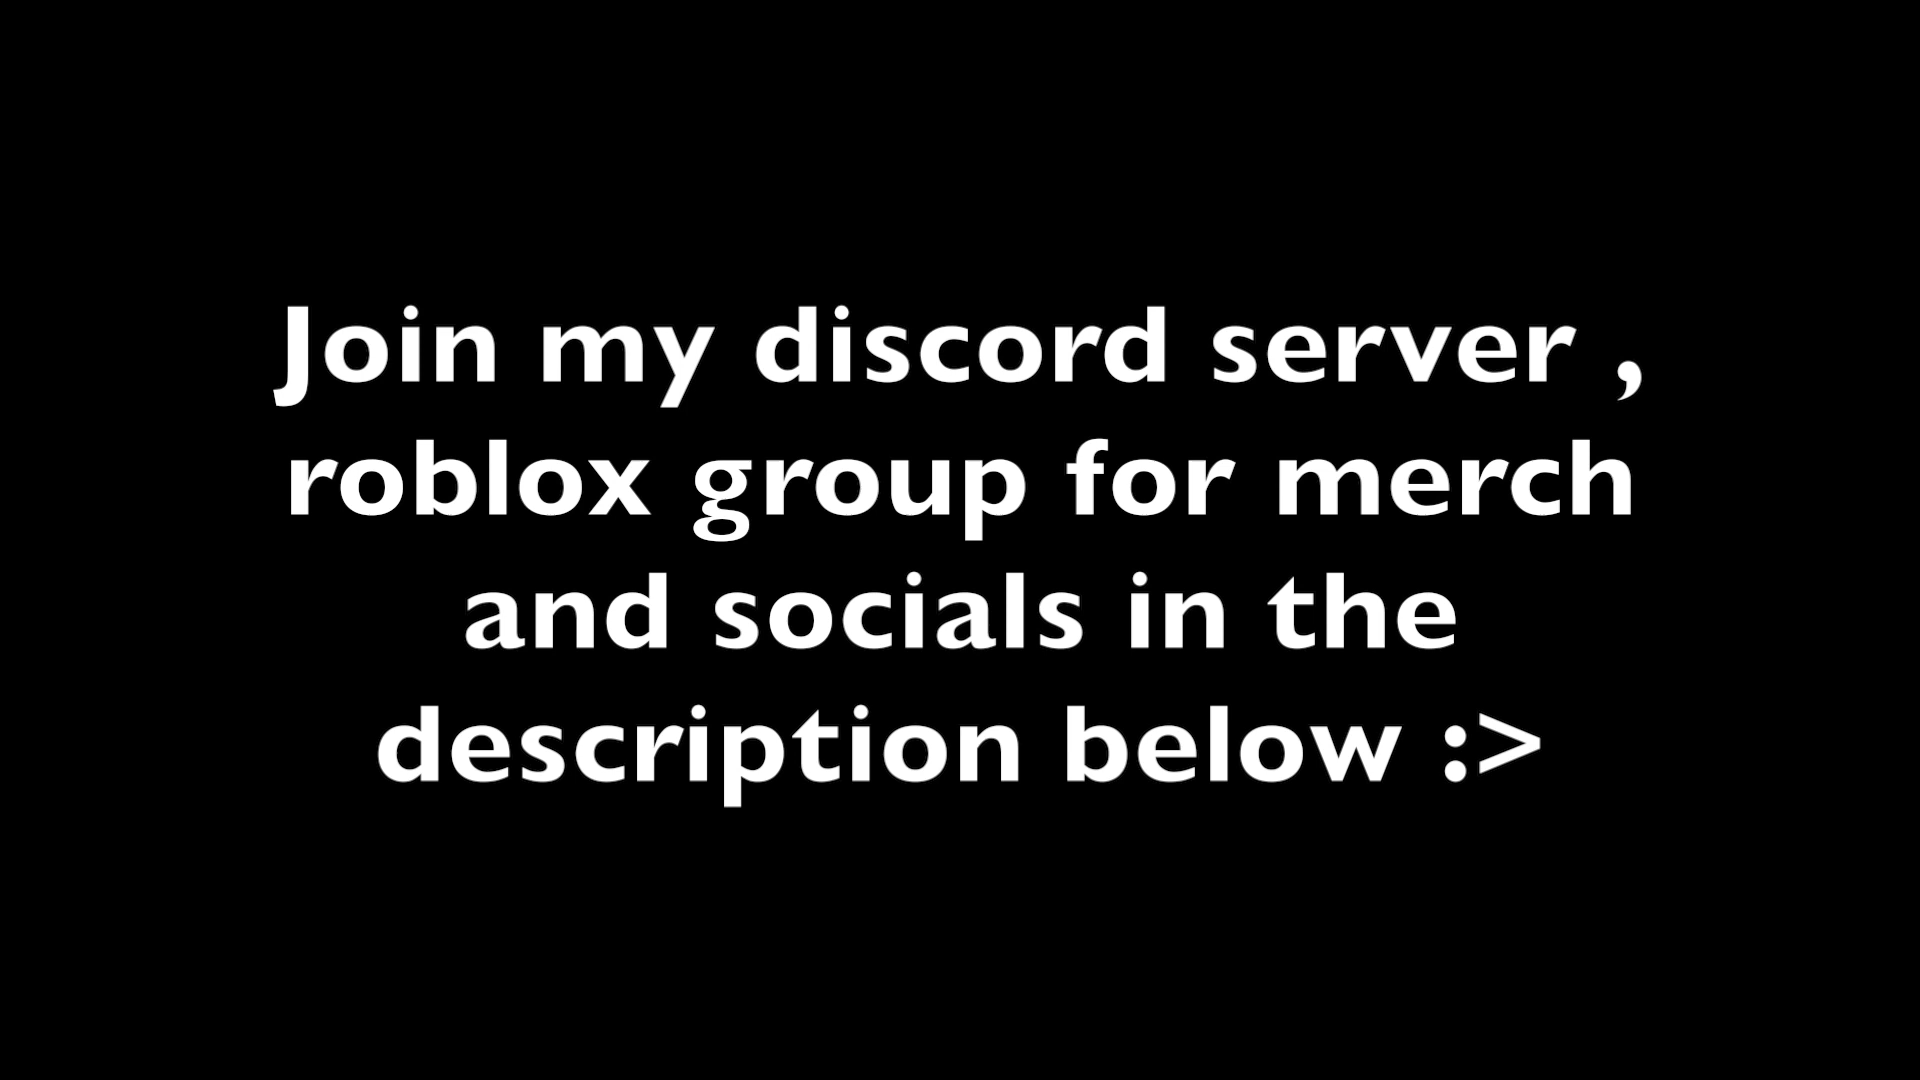 Join my discord server ,
roblox group for merch
and socials in the
description below :>